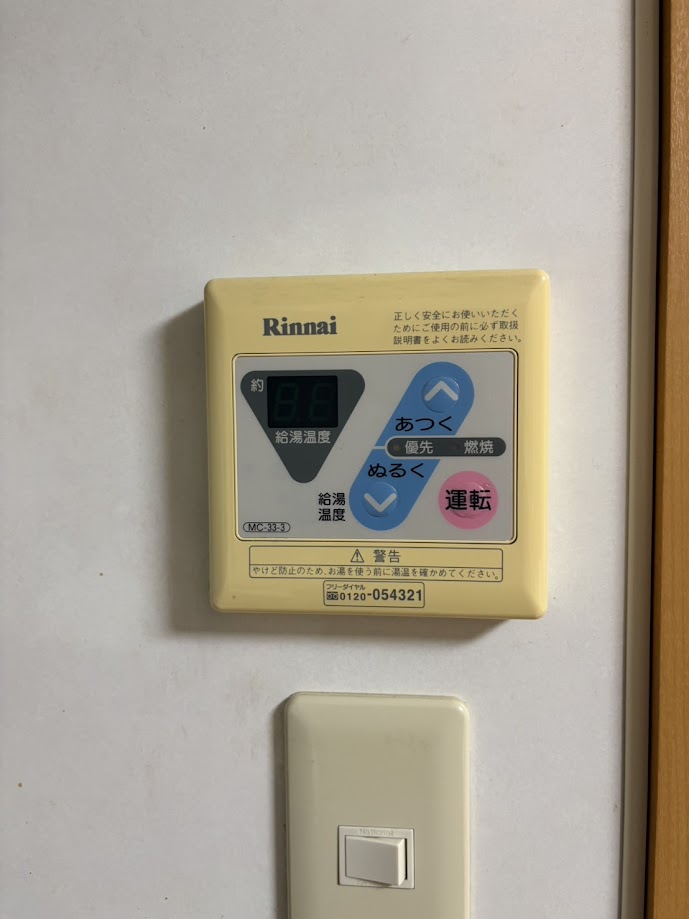 Rinnai
正しく安全にお使いいただく
ためにご使用の前に必ず取扱
説明書をよくお読みください。
約
給湯温度
あつく
優先 燃焼
ぬるく
給湯
温度
運転
MC-33-3
⚠ 警告
やけど防止のため、お湯を使う前に湯温を確かめてください。
フリーダイヤル
0120-054321
National